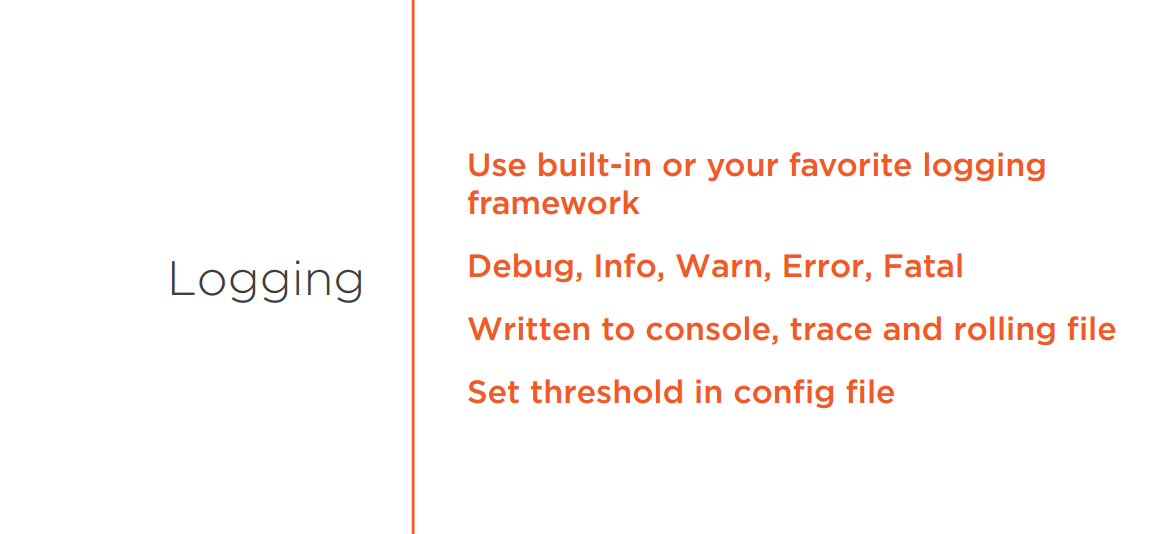 Logging
Use built-in or your favorite logging
framework
Debug, Info, Warn, Error, Fatal
Written to console, trace and rolling file
Set threshold in config file